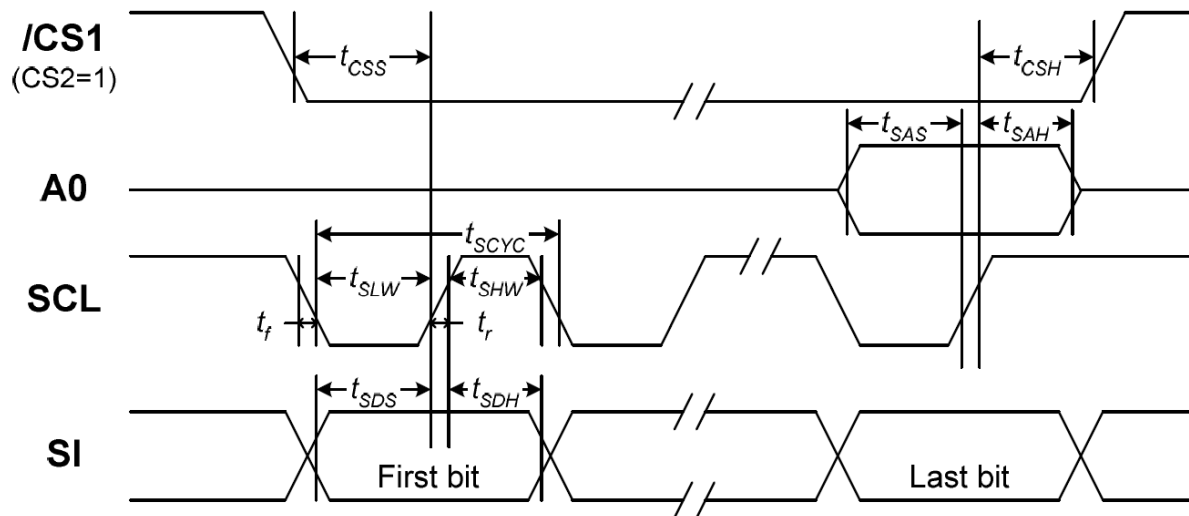 /CS1
(CS2=1)
tCSS
tCSH
tSAS
tSAH
A0
tSCYC
SCL
tSLW
tSHW
tf
tr
tSDS
tSDH
SI
First bit
Last bit